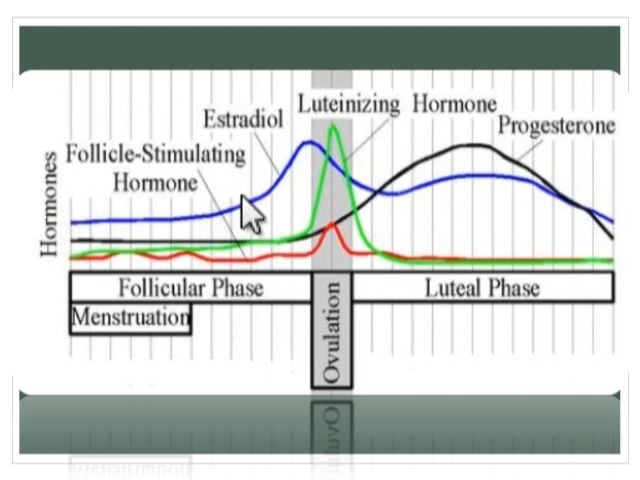 Luteinizing Hormone
Estradiol
Progesterone
Follicle-Stimulating
Hormone
Hormones
Follicular Phase
Luteal Phase
Menstruation
Ovulation